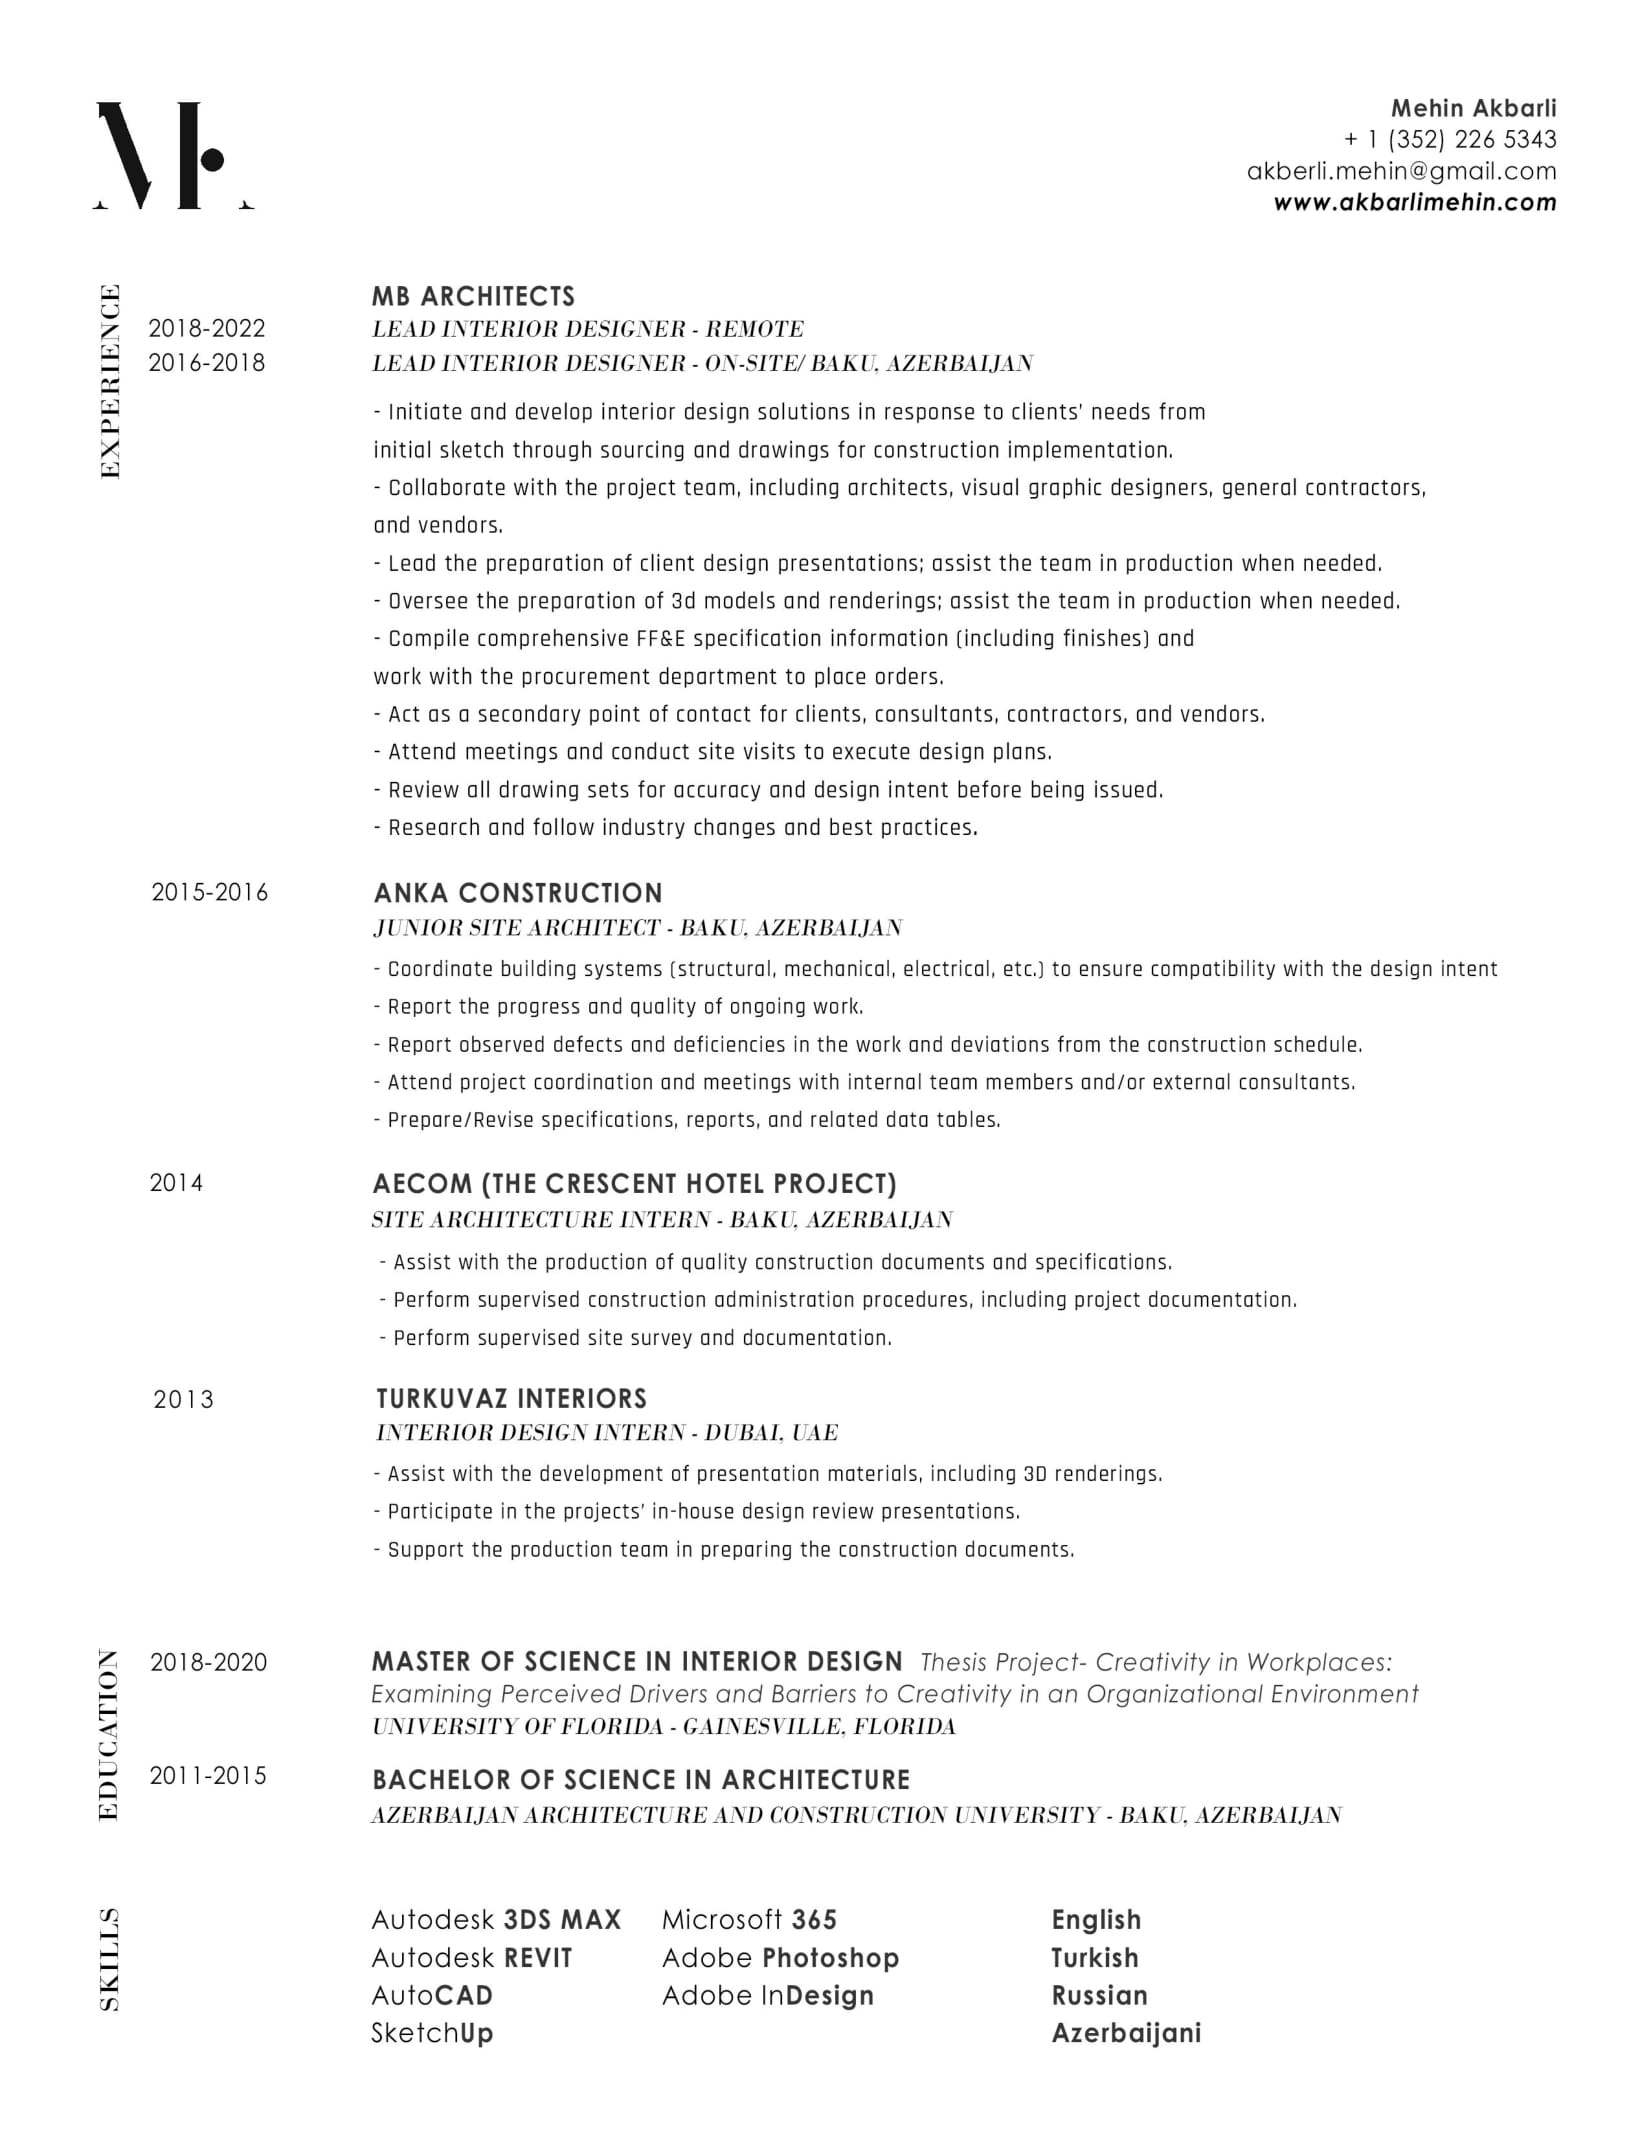 MA
Mehin Akbarli
+ 1 (352) 226 5343
akberli.mehin@gmail.com
www.akbarlimehin.com
EXPERIENCE
MB ARCHITECTS
2018-2022 LEAD INTERIOR DESIGNER - REMOTE
2016-2018 LEAD INTERIOR DESIGNER - ON-SITE/ BAKU, AZERBAIJAN
- Initiate and develop interior design solutions in response to clients' needs from
initial sketch through sourcing and drawings for construction implementation.
- Collaborate with the project team, including architects, visual graphic designers, general contractors,
and vendors.
- Lead the preparation of client design presentations; assist the team in production when needed.
- Oversee the preparation of 3d models and renderings; assist the team in production when needed.
- Compile comprehensive FF&E specification information (including finishes) and
work with the procurement department to place orders.
- Act as a secondary point of contact for clients, consultants, contractors, and vendors.
- Attend meetings and conduct site visits to execute design plans.
- Review all drawing sets for accuracy and design intent before being issued.
- Research and follow industry changes and best practices.
2015-2016 ANKA CONSTRUCTION
JUNIOR SITE ARCHITECT - BAKU, AZERBAIJAN
- Coordinate building systems (structural, mechanical, electrical, etc.) to ensure compatibility with the design intent
- Report the progress and quality of ongoing work.
- Report observed defects and deficiencies in the work and deviations from the construction schedule.
- Attend project coordination and meetings with internal team members and/or external consultants.
- Prepare/Revise specifications, reports, and related data tables.
2014 AECOM (THE CRESCENT HOTEL PROJECT)
SITE ARCHITECTURE INTERN - BAKU, AZERBAIJAN
- Assist with the production of quality construction documents and specifications.
- Perform supervised construction administration procedures, including project documentation.
- Perform supervised site survey and documentation.
2013 TURKUVAZ INTERIORS
INTERIOR DESIGN INTERN - DUBAI, UAE
- Assist with the development of presentation materials, including 3D renderings.
- Participate in the projects' in-house design review presentations.
- Support the production team in preparing the construction documents.
EDUCATION
2018-2020 MASTER OF SCIENCE IN INTERIOR DESIGN Thesis Project- Creativity in Workplaces:
Examining Perceived Drivers and Barriers to Creativity in an Organizational Environment
UNIVERSITY OF FLORIDA - GAINESVILLE, FLORIDA
2011-2015 BACHELOR OF SCIENCE IN ARCHITECTURE
AZERBAIJAN ARCHITECTURE AND CONSTRUCTION UNIVERSITY - BAKU, AZERBAIJAN
SKILLS
Autodesk 3DS MAX Microsoft 365 English
Autodesk REVIT Adobe Photoshop Turkish
AutoCAD Adobe InDesign Russian
SketchUp Azerbaijani